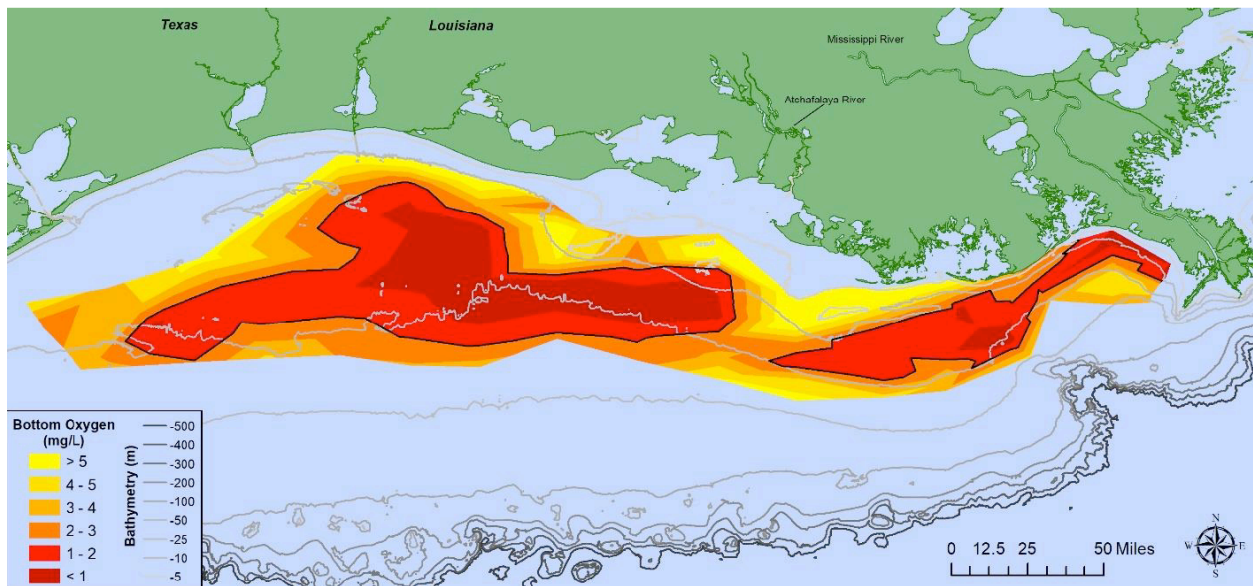 Texas
Louisiana
Mississippi River
Atchafalaya River
Bottom Oxygen
(mg/L)
> 5
4 - 5
3 - 4
2 - 3
1 - 2
< 1
Bathymetry (m)
-500
-400
-300
-200
-100
-50
-25
-10
-5
0 12.5 25 50 Miles
N
W E
S